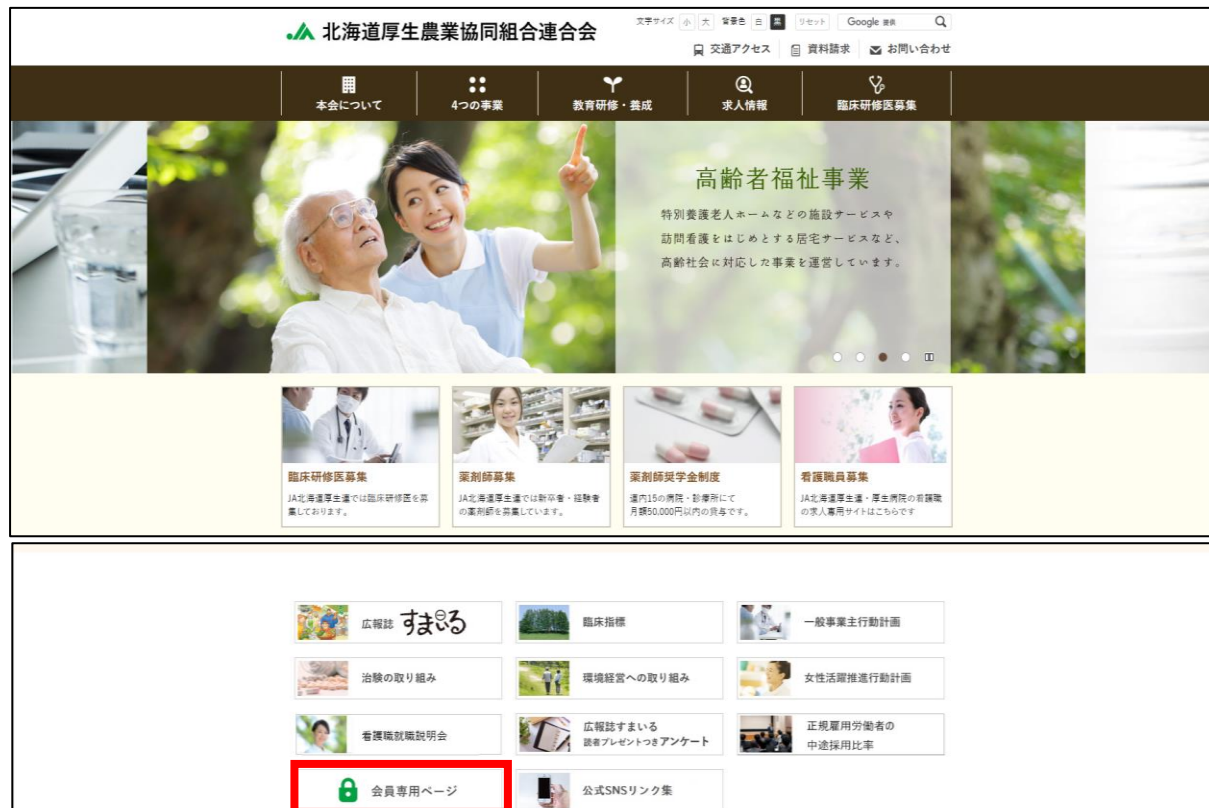 北海道厚生農業協同組合連合会
文字サイズ 小 大 背景色 白 黒 リセット Google 提供
交通アクセス 資料請求 お問い合わせ
本会について 4つの事業 教育研修・養成 求人情報 臨床研修医募集
高齢者福祉事業
特別養護老人ホームなどの施設サービスや
訪問看護をはじめとする居宅サービスなど、
高齢社会に対応した事業を運営しています。
臨床研修医募集
JA北海道厚生連では臨床研修医を募
集しております。
薬剤師募集
JA北海道厚生連では新卒者・経験者
の薬剤師を募集しています。
薬剤師奨学金制度
道内15の病院・診療所にて
月額50,000円以内の貸与です。
看護職員募集
JA北海道厚生連・厚生病院の看護職
の求人専用サイトはこちらです
広報誌 すまいる
臨床指標
一般事業主行動計画
治験の取り組み
環境経営への取り組み
女性活躍推進行動計画
看護職就職説明会
広報誌すまいる
読者プレゼントつきアンケート
正規雇用労働者の
中途採用比率
会員専用ページ
公式SNSリンク集